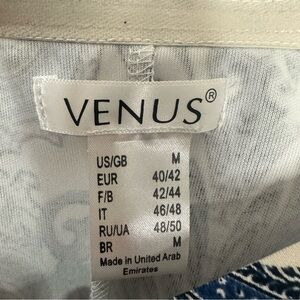 VENUS®
US/GB M
EUR 40/42
F/B 42/44
IT 46/48
RU/UA 48/50
BR M
Made in United Arab
Emirates